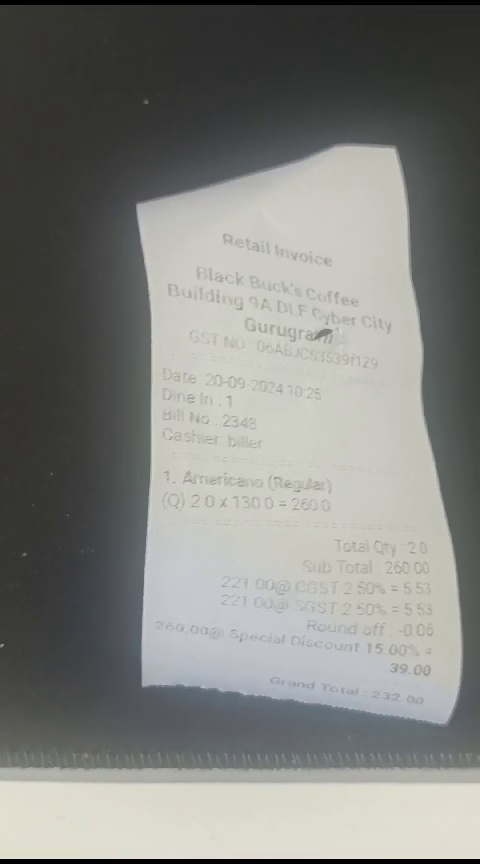 Retail Invoice
Black Buck's Coffee
Building 9A DLF Cyber City
Gurugram
GST NO
Date: 20-09-2024 10:25
Dine In : 1
Bill No : 2348
Cashier: biller
1. Americano (Regular)
(Q) 2.0 x 130.0 = 260.0
Total Qty : 2.0
Sub Total : 260.00
221.00@ CGST 2.50% = 5.53
221.00@ SGST 2.50% = 5.53
Round off : -0.06
260.00@ Special Discount 15.00% =
39.00
Grand Total : 232.00